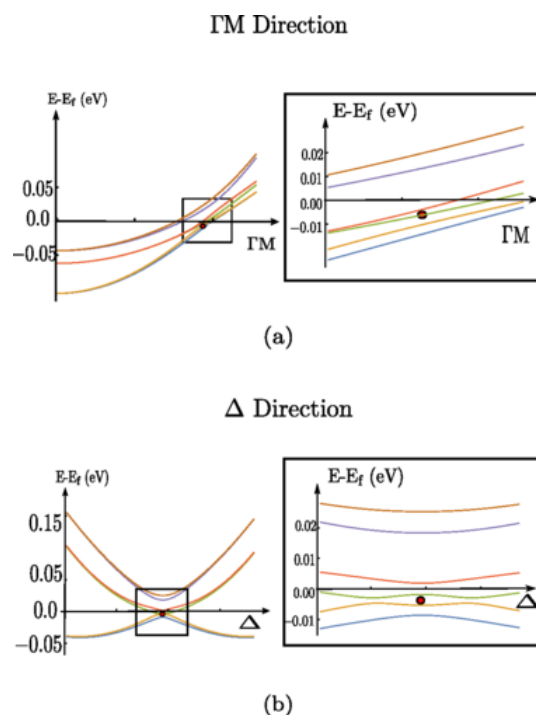 ΓM Direction
E-E_f (eV)
0.05
0.0
−0.05
ΓM
E-E_f (eV)
0.02
0.01
0.00
−0.01
ΓM
(a)
Δ Direction
E-E_f (eV)
0.15
0.05
0.0
−0.05
Δ
E-E_f (eV)
0.02
0.01
0.00
−0.01
Δ
(b)